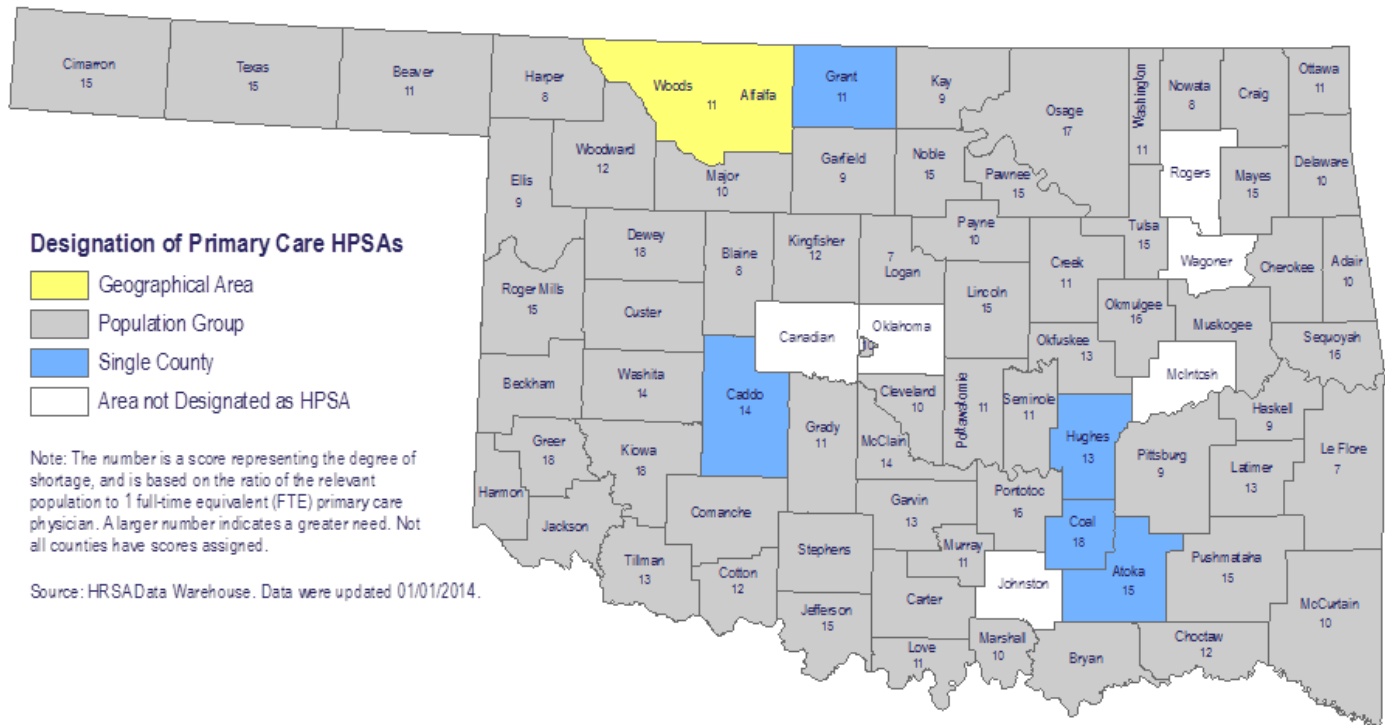 Cimarron
15
Texas
15
Beaver
11
Harper
8
Woods
11
Alfalfa
Grant
11
Kay
9
Osage
17
Washington
11
Nowata
8
Craig
Ottawa
11
Ellis
9
Woodward
12
Major
10
Garfield
9
Noble
15
Pawnee
15
Rogers
Mayes
15
Delaware
10
Designation of Primary Care HPSAs
Geographical Area
Population Group
Single County
Area not Designated as HPSA
Note: The number is a score representing the degree of
shortage, and is based on the ratio of the relevant
population to 1 full-time equivalent (FTE) primary care
physician. A larger number indicates a greater need. Not
all counties have scores assigned.
Source: HRSA Data Warehouse. Data were updated 01/01/2014.
Roger Mills
15
Dewey
18
Blaine
8
Kingfisher
12
7
Logan
Payne
10
Creek
11
Tulsa
15
Wagoner
Cherokee
Adair
10
Custer
Canadian
Oklahoma
Lincoln
15
Okmulgee
16
Muskogee
Okfuskee
13
Sequoyah
16
Beckham
Washita
14
Caddo
14
Grady
11
Cleveland
10
McClain
14
Pottawatomie
11
Seminole
11
Hughes
13
McIntosh
Haskell
9
Pittsburg
9
Latimer
13
Le Flore
7
Harmon
Greer
18
Kiowa
18
Jackson
Comanche
Tillman
13
Cotton
12
Stephens
Jefferson
15
Garvin
13
Murray
11
Carter
Love
11
Pontotoc
16
Coal
18
Johnston
Atoka
15
Marshall
10
Bryan
Pushmataha
15
Choctaw
12
McCurtain
10